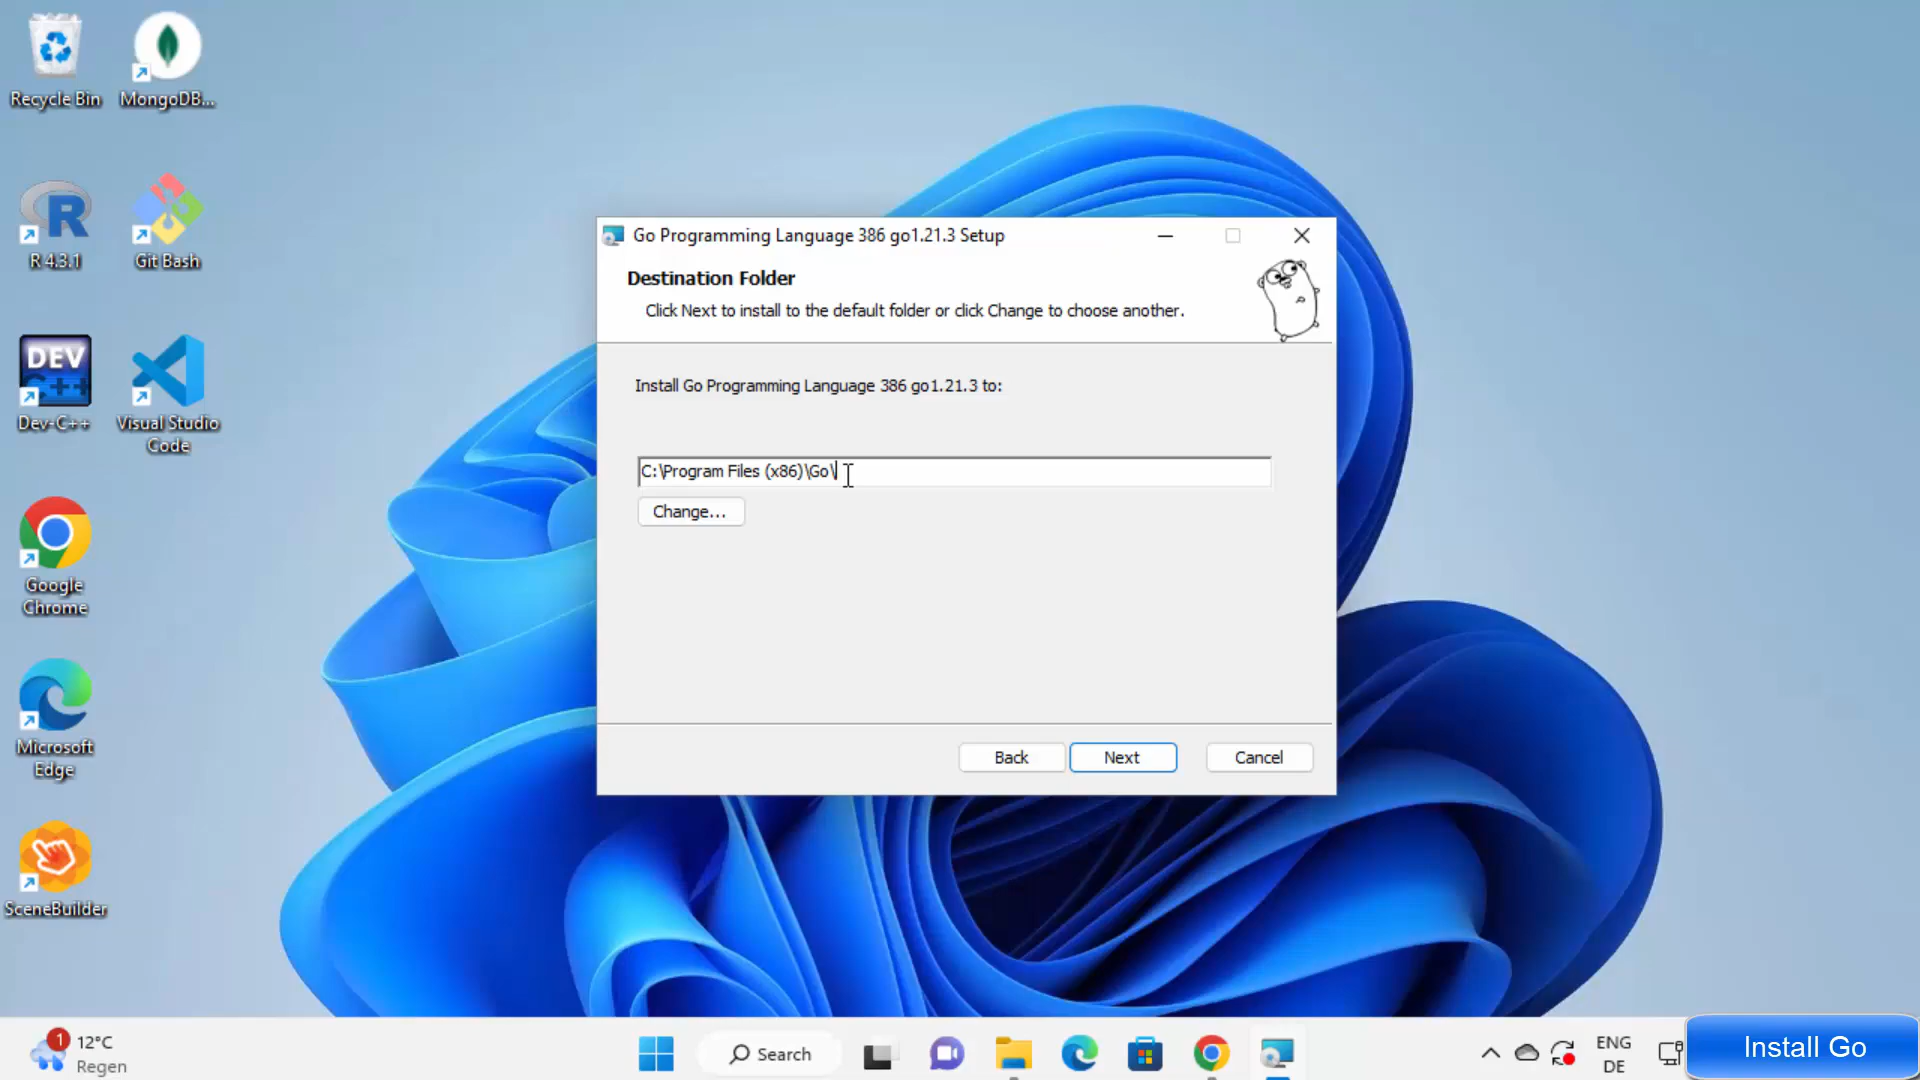 Recycle Bin
MongoDB...
R 4.3.1
Git Bash
DEV
C++
Dev-C++
Visual Studio
Code
Google
Chrome
Microsoft
Edge
SceneBuilder
Go Programming Language 386 go1.21.3 Setup
Destination Folder
Click Next to install to the default folder or click Change to choose another.
Install Go Programming Language 386 go1.21.3 to:
C:\Program Files (x86)\Go\
Change...
Back
Next
Cancel
1
12°C
Regen
Search
ENG
DE
Install Go